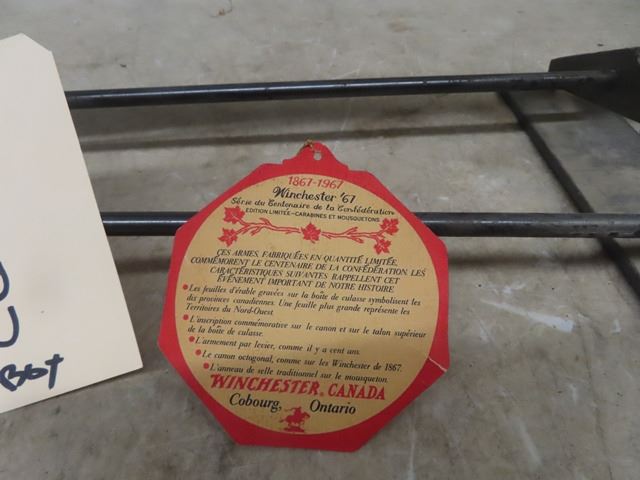 1867-1967
Winchester '67
Série du Centenaire de la Confédération
EDITION LIMITÉE-CARABINES ET MOUSQUETONS
ÇES ARMES, FABRIQUÉES EN QUANTITÉ LIMITÉE,
COMMÉMORENT LE CENTENAIRE DE LA CONFÉDÉRATION. LES
CARACTÉRISTIQUES SUIVANTES RAPPELLENT CET
ÉVÉNEMENT IMPORTANT DE NOTRE HISTOIRE
• Les feuilles d'érable gravées sur la boîte de culasse symbolisent les
dix provinces canadiennes. Une feuille plus grande représente les
Territoires du Nord-Ouest.
• L'inscription commémorative sur le canon et sur le talon supérieur
de la boîte de culasse.
• L'armement par levier, comme il y a cent ans.
• Le canon octogonal, comme sur les Winchester de 1867.
• L'anneau de selle traditionnel sur le mousqueton.
WINCHESTER, CANADA
Cobourg, Ontario